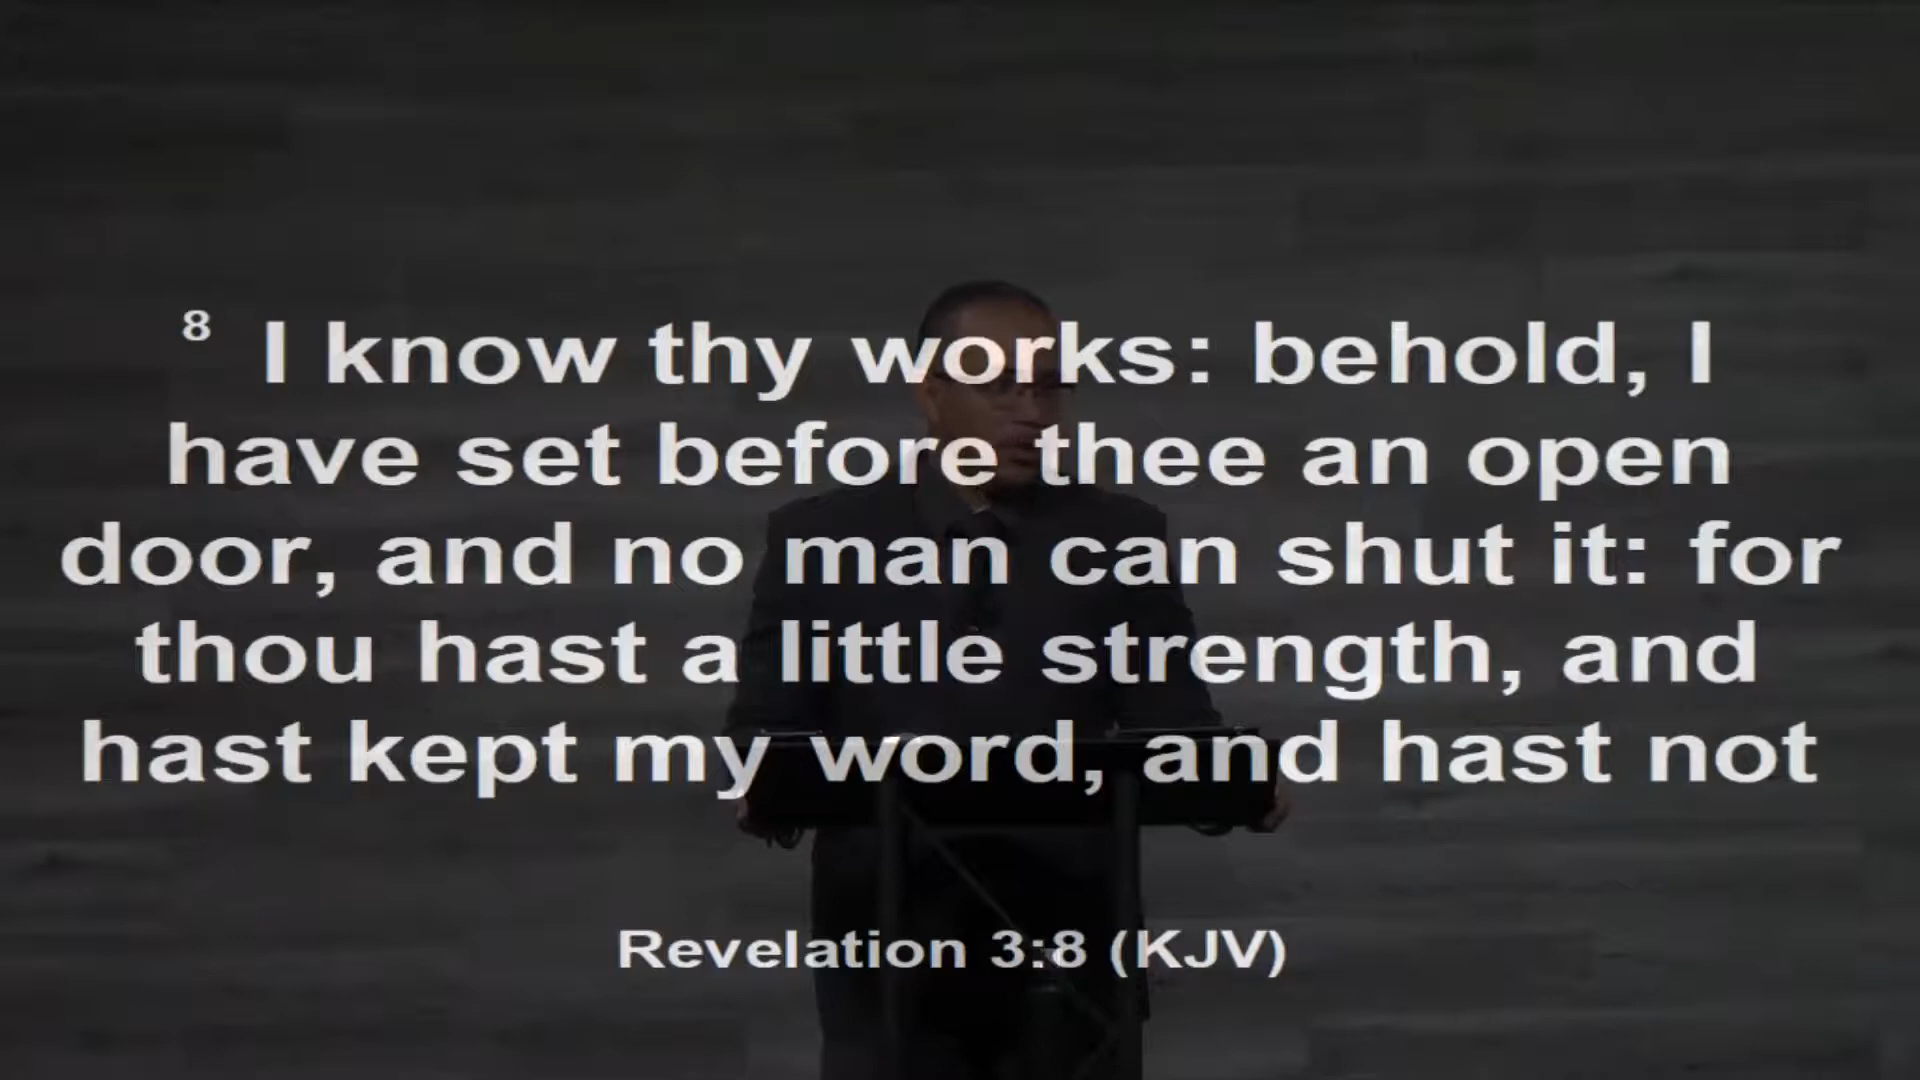 8 I know thy works: behold, I
have set before thee an open
door, and no man can shut it: for
thou hast a little strength, and
hast kept my word, and hast not
Revelation 3:8 (KJV)